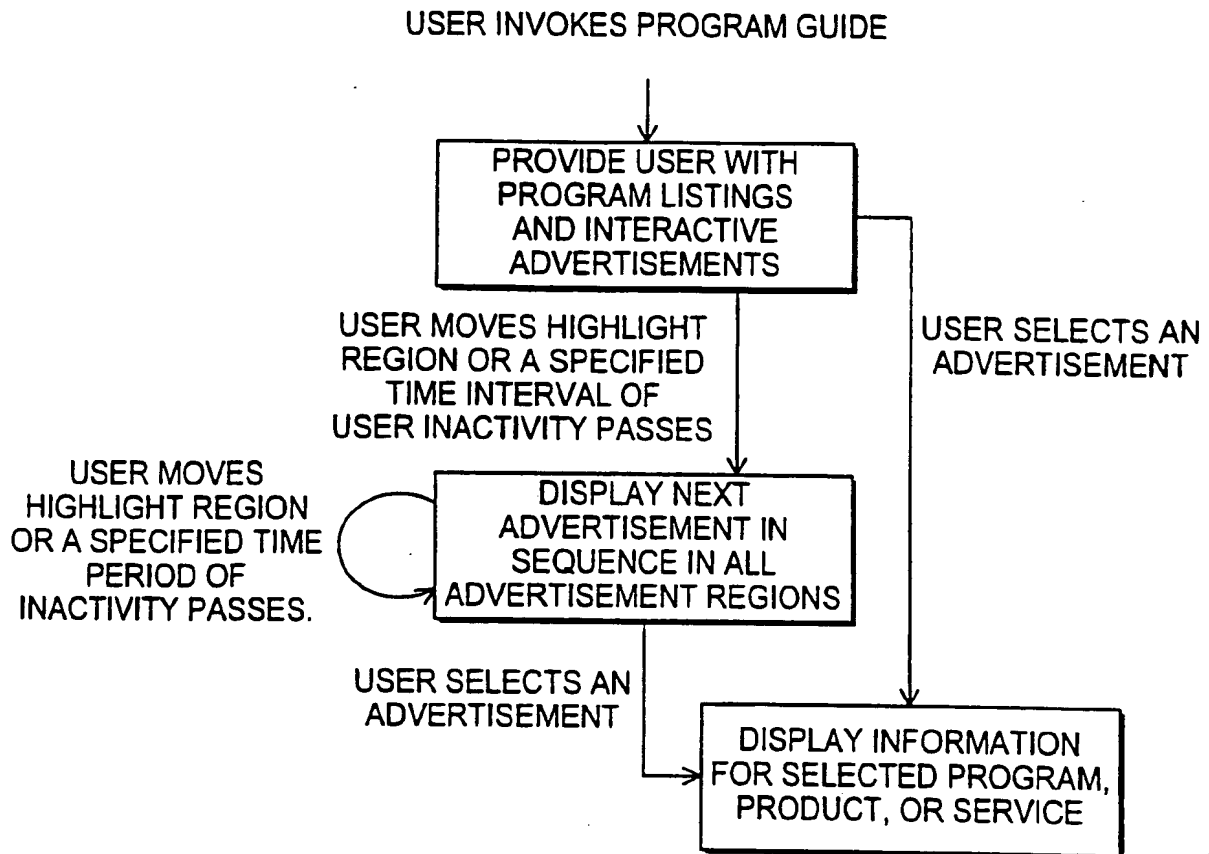 USER INVOKES PROGRAM GUIDE
PROVIDE USER WITH
PROGRAM LISTINGS
AND INTERACTIVE
ADVERTISEMENTS
USER MOVES HIGHLIGHT
REGION OR A SPECIFIED
TIME INTERVAL OF
USER INACTIVITY PASSES
USER SELECTS AN
ADVERTISEMENT
USER MOVES
HIGHLIGHT REGION
OR A SPECIFIED TIME
PERIOD OF
INACTIVITY PASSES.
DISPLAY NEXT
ADVERTISEMENT IN
SEQUENCE IN ALL
ADVERTISEMENT REGIONS
USER SELECTS AN
ADVERTISEMENT
DISPLAY INFORMATION
FOR SELECTED PROGRAM,
PRODUCT, OR SERVICE